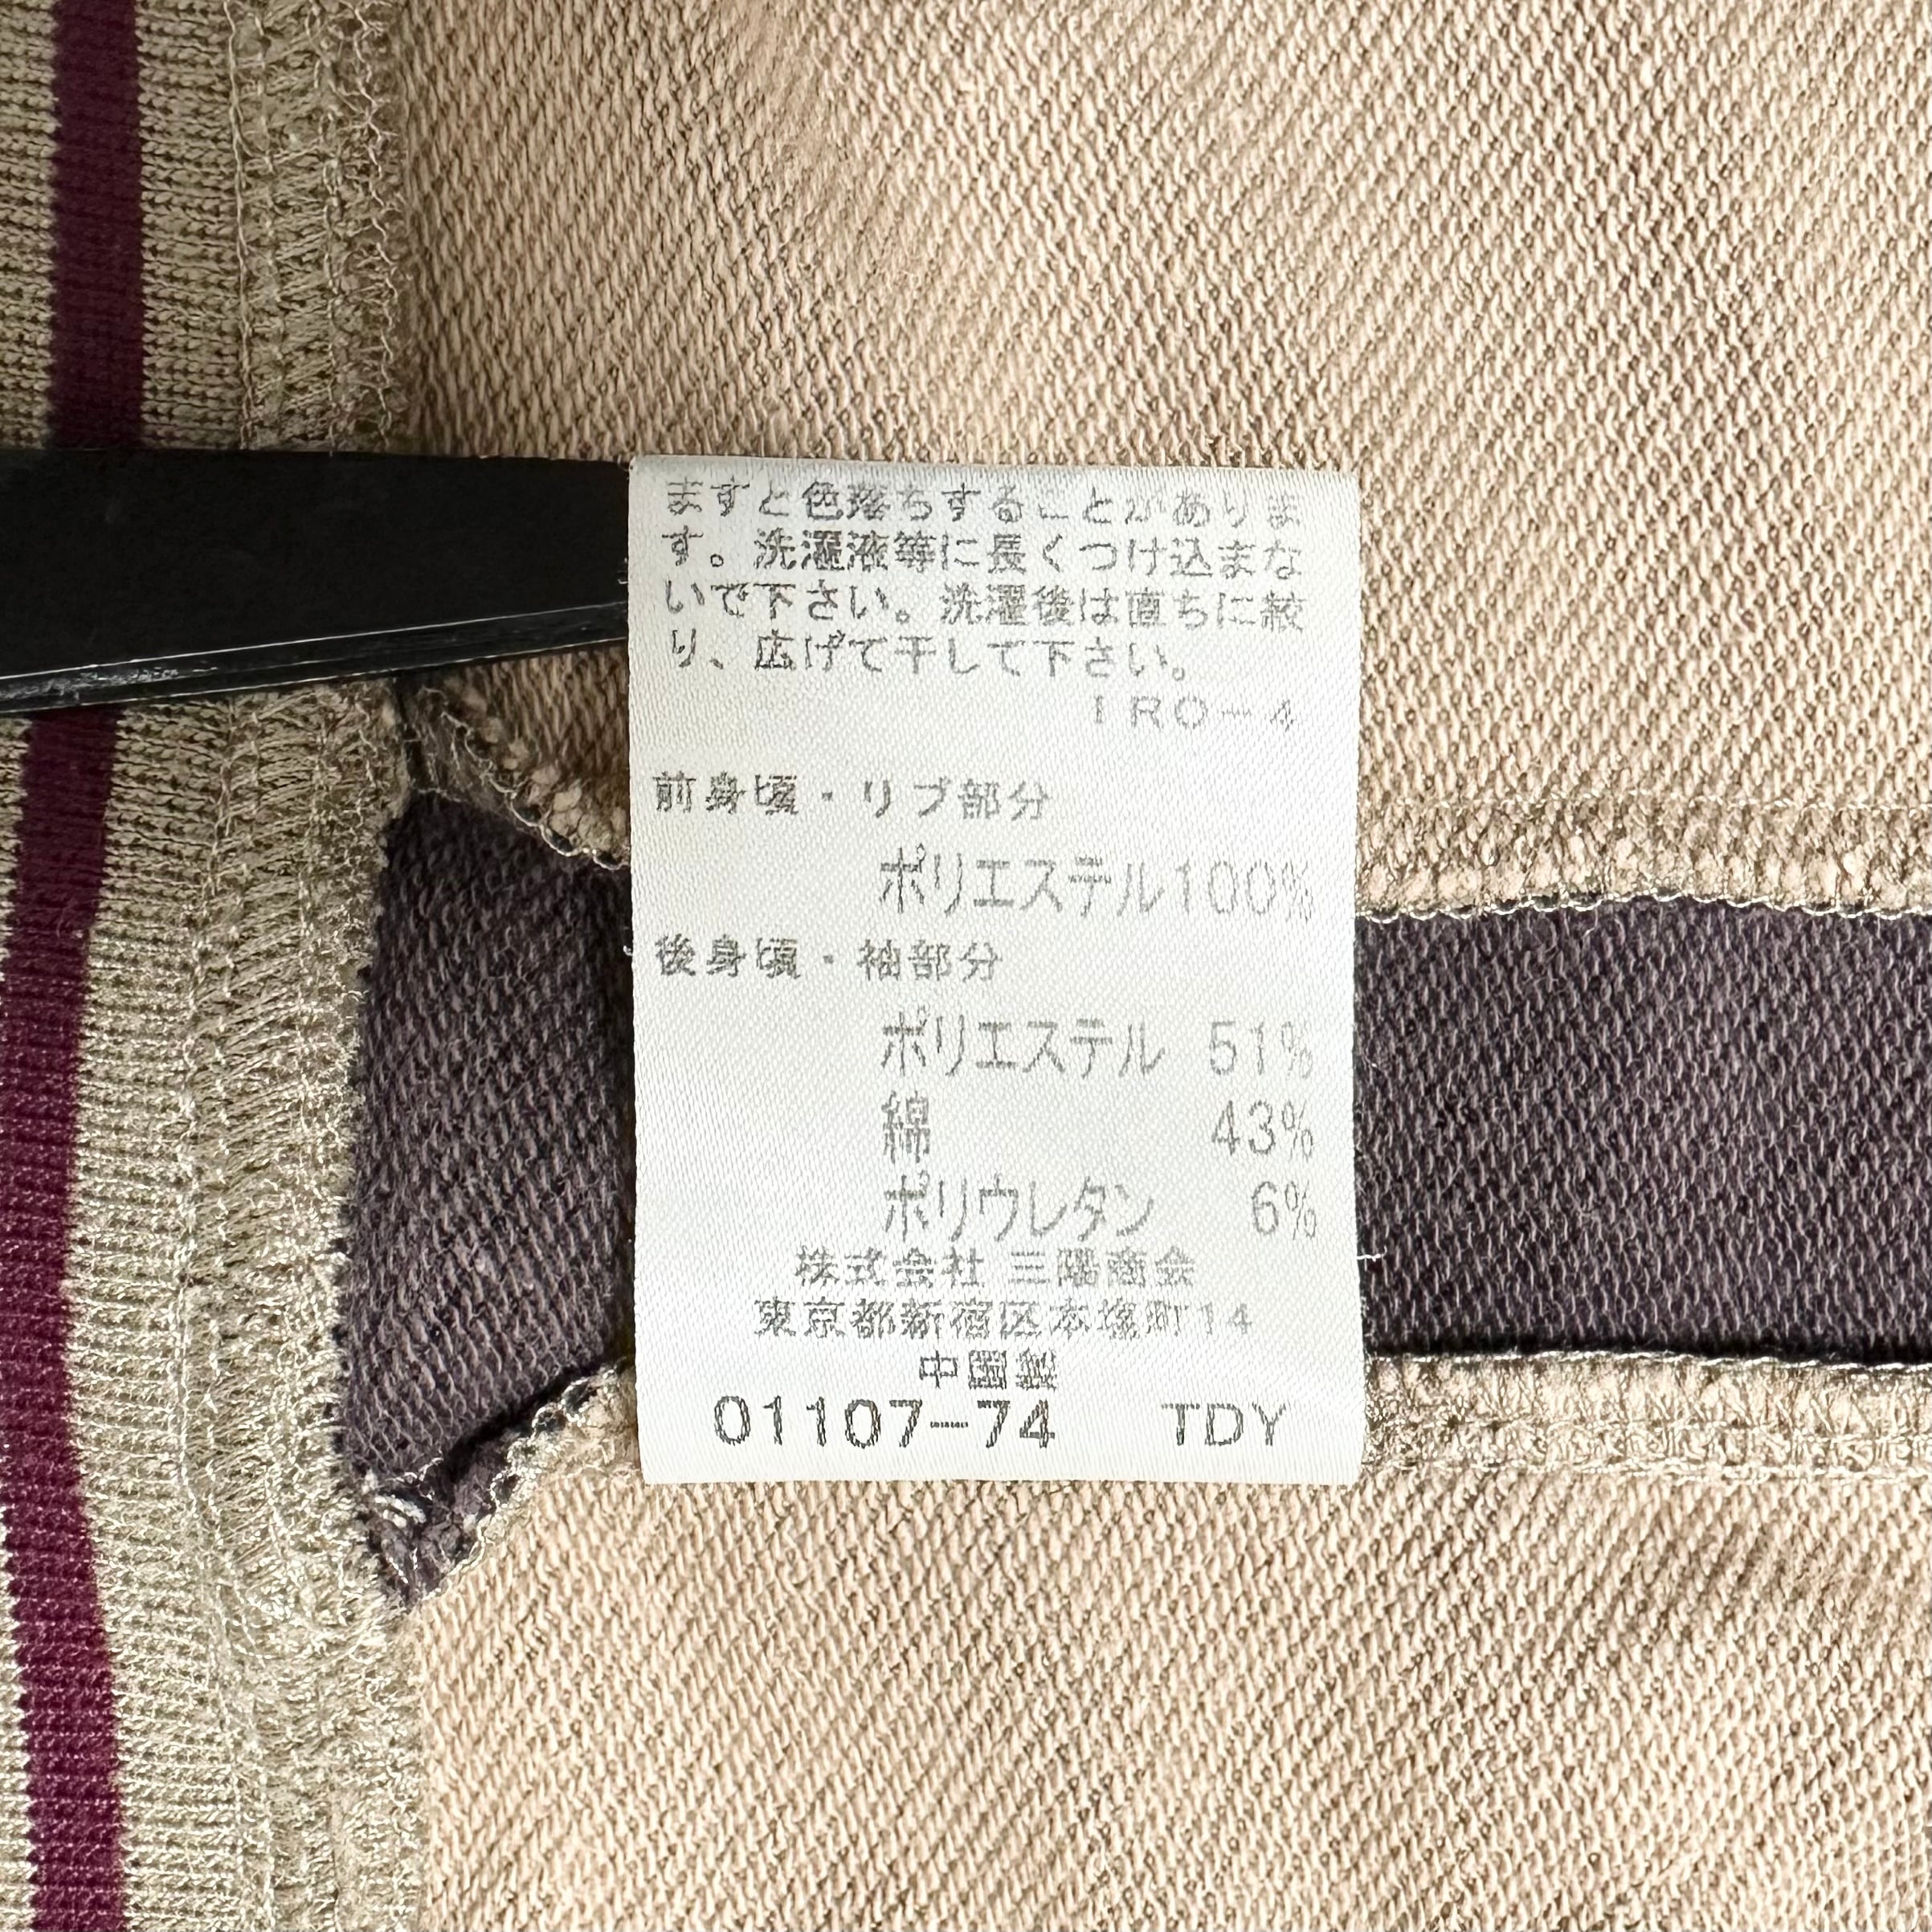 ますと色落ちすることがありま
す。洗濯液等に長くつけ込まな
いで下さい。洗濯後は直ちに絞
り、広げて干して下さい。
IRO-4
前身頃・リブ部分
ポリエステル100%
後身頃・袖部分
ポリエステル 51%
綿 43%
ポリウレタン 6%
株式会社 三陽商会
東京都新宿区本塩町14
中国製
01107-74 TDY